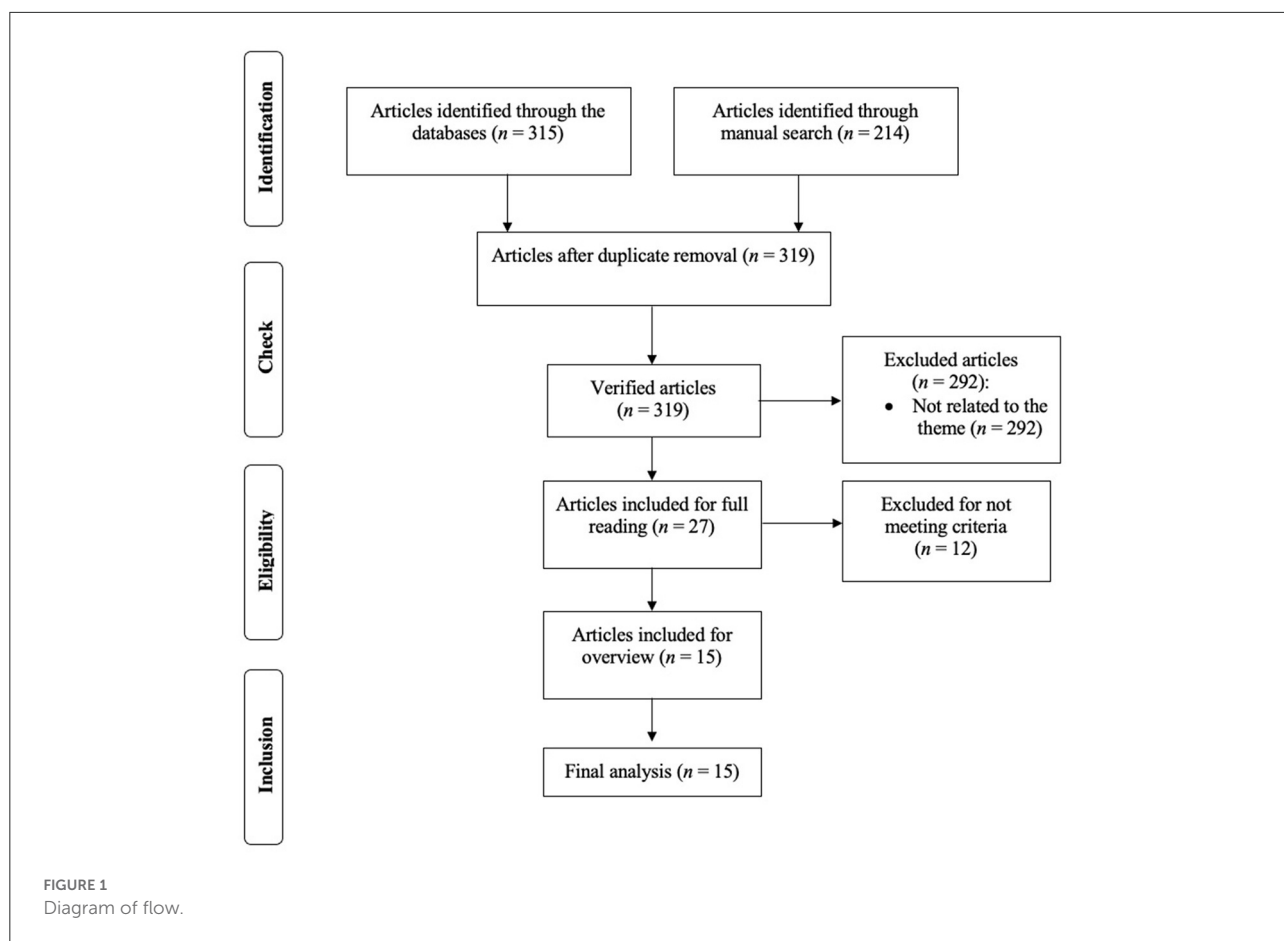 Identification
Articles identified through the
databases (n = 315)
Articles identified through
manual search (n = 214)
Articles after duplicate removal (n = 319)
Check
Verified articles
(n = 319)
Excluded articles
(n = 292):
• Not related to the
theme (n = 292)
Eligibility
Articles included for full
reading (n = 27)
Excluded for not
meeting criteria
(n = 12)
Articles included for
overview (n = 15)
Inclusion
Final analysis (n = 15)
FIGURE 1
Diagram of flow.